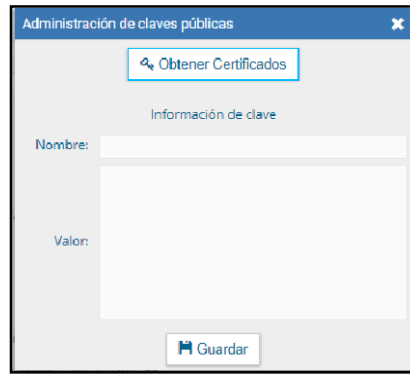 Administración de claves públicas
Obtener Certificados
Información de clave
Nombre:
Valor:
Guardar